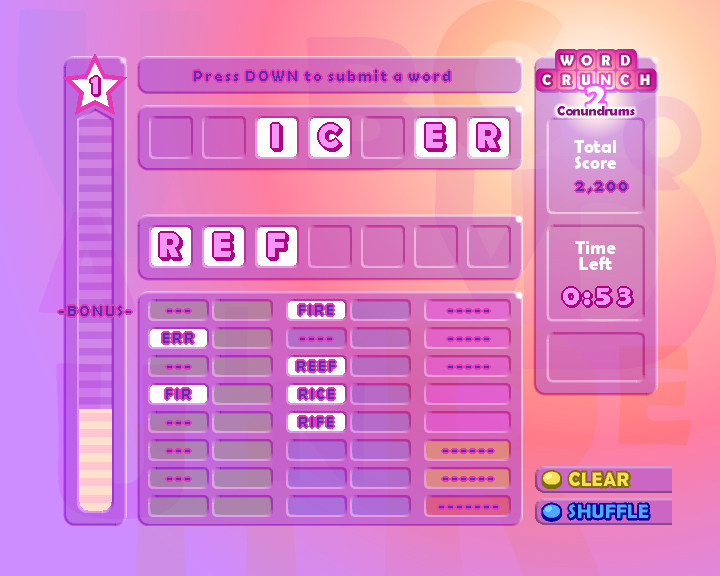 WORD
CRUNCH
2
Conundrums
1
Press DOWN to submit a word
I C E R
Total
Score
2,200
R E F
Time
Left
0:53
-BONUS-
--- FIRE -----
ERR ---- -----
--- REEF -----
FIR RICE
--- RIFE
--- ------
--- ------
-------
CLEAR
SHUFFLE